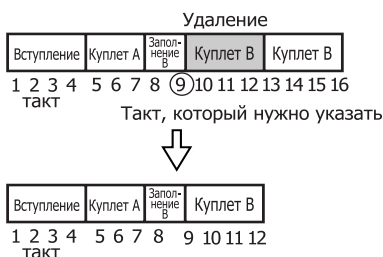 Удаление
Вступление Куплет A Запол-нение B Куплет B Куплет B
1 2 3 4 5 6 7 8 9 10 11 12 13 14 15 16
такт
Такт, который нужно указать
Вступление Куплет A Запол-нение B Куплет B
1 2 3 4 5 6 7 8 9 10 11 12
такт